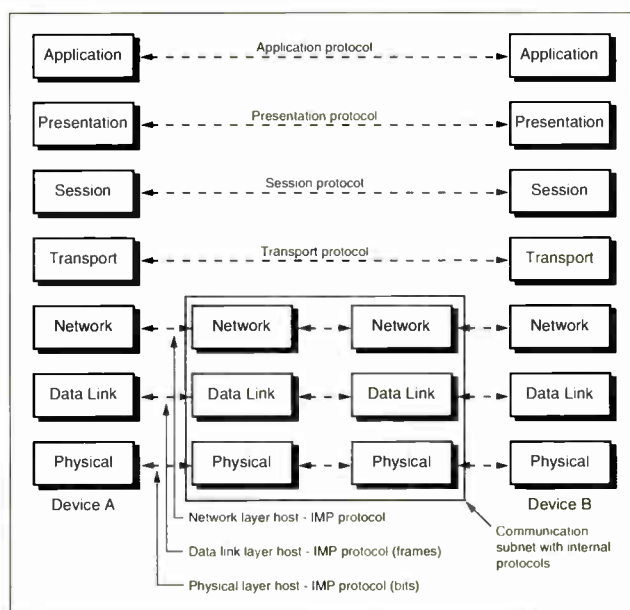 Application Application protocol Application
Presentation Presentation protocol Presentation
Session Session protocol Session
Transport Transport protocol Transport
Network Network Network Network
Data Link Data Link Data Link Data Link
Physical Physical Physical Physical
Device A Device B
Network layer host - IMP protocol
Communication
subnet with internal
protocols
Data link layer host - IMP protocol (frames)
Physical layer host - IMP protocol (bits)